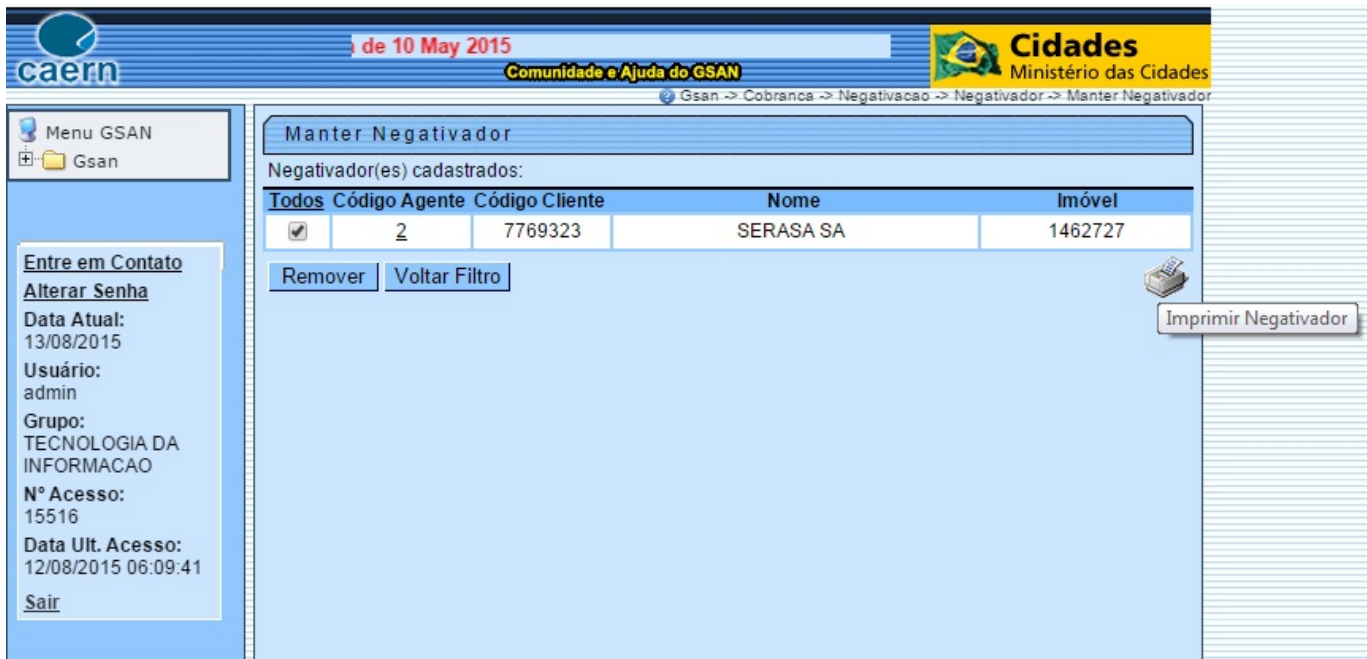 caern
de 10 May 2015
Comunidade e Ajuda do GSAN
Cidades
Ministério das Cidades
Gsan -> Cobranca -> Negativacao -> Negativador -> Manter Negativador
Menu GSAN
Gsan
Entre em Contato
Alterar Senha
Data Atual:
13/08/2015
Usuário:
admin
Grupo:
TECNOLOGIA DA
INFORMACAO
Nº Acesso:
15516
Data Ult. Acesso:
12/08/2015 06:09:41
Sair
Manter Negativador
Negativador(es) cadastrados:
Todos Código Agente Código Cliente Nome Imóvel
2 7769323 SERASA SA 1462727
Remover Voltar Filtro
Imprimir Negativador